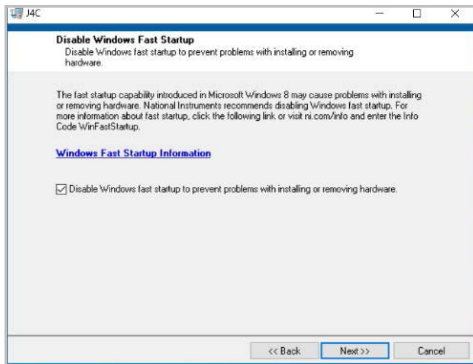 J4C
Disable Windows Fast Startup
Disable Windows fast startup to prevent problems with installing or removing
hardware.
The fast startup capability introduced in Microsoft Windows 8 may cause problems with installing
or removing hardware. National Instruments recommends disabling Windows fast startup. For
more information about fast startup, click the following link or visit ni.com/info and enter the Info
Code WinFastStartup.
Windows Fast Startup Information
Disable Windows fast startup to prevent problems with installing or removing hardware.
<< Back Next >> Cancel